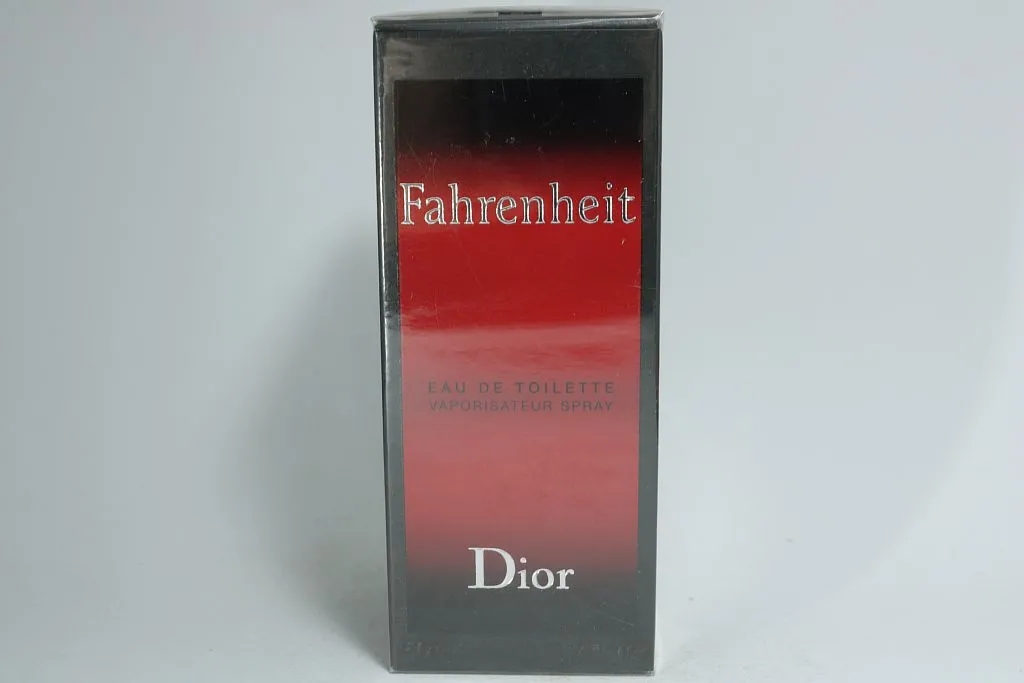 Fahrenheit
EAU DE TOILETTE
VAPORISATEUR SPRAY
Dior